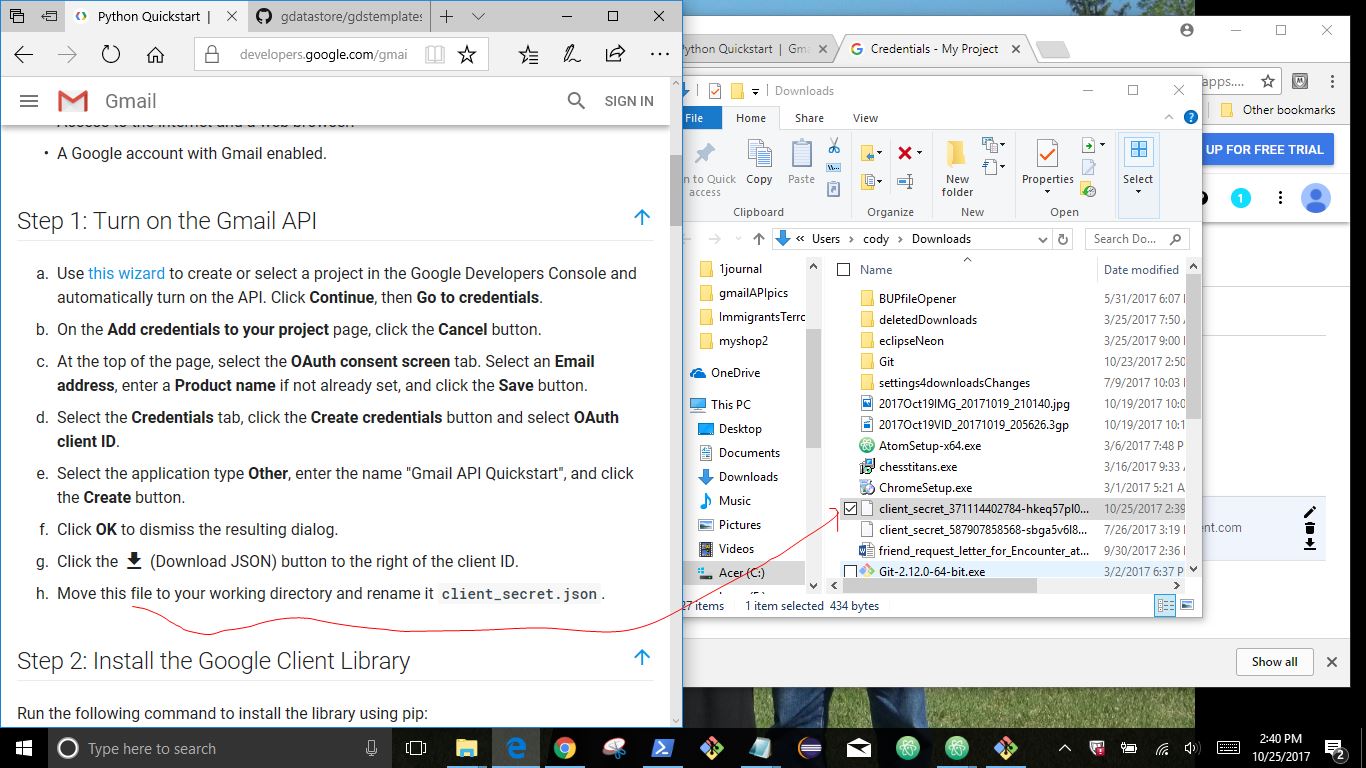 Python Quickstart |
gdatastore/gdstemplates
developers.google.com/gmai
Gmail
SIGN IN
Access to the internet and a web browser.
• A Google account with Gmail enabled.
Step 1: Turn on the Gmail API
a. Use this wizard to create or select a project in the Google Developers Console and
automatically turn on the API. Click Continue, then Go to credentials.
b. On the Add credentials to your project page, click the Cancel button.
c. At the top of the page, select the OAuth consent screen tab. Select an Email
address, enter a Product name if not already set, and click the Save button.
d. Select the Credentials tab, click the Create credentials button and select OAuth
client ID.
e. Select the application type Other, enter the name "Gmail API Quickstart", and click
the Create button.
f. Click OK to dismiss the resulting dialog.
g. Click the (Download JSON) button to the right of the client ID.
h. Move this file to your working directory and rename it client_secret.json.
Step 2: Install the Google Client Library
Run the following command to install the library using pip:
ython Quickstart | Gma
Credentials - My Project
apps....
Other bookmarks
UP FOR FREE TRIAL
1
ent.com
Show all
Downloads
File Home Share View
n to Quick
access
Copy
Paste
Clipboard
Organize
New
folder
New
Properties
Open
Select
« Users > cody > Downloads
Search Do...
1journal
gmailAPIpics
ImmigrantsTerro
myshop2
OneDrive
This PC
Desktop
Documents
Downloads
Music
Pictures
Videos
Acer (C:)
Name Date modified
BUPfileOpener 5/31/2017 6:07
deletedDownloads 3/25/2017 7:50
eclipseNeon 3/25/2017 9:00
Git 10/23/2017 2:50
settings4downloadsChanges 7/9/2017 10:03
2017Oct19IMG_20171019_210140.jpg 10/19/2017 10:0
2017Oct19VID_20171019_205626.3gp 10/19/2017 10:1
AtomSetup-x64.exe 3/6/2017 7:48 P
chesstitans.exe 3/16/2017 9:33
ChromeSetup.exe 3/1/2017 5:21 A
client_secret_371114402784-hkeq57pl0... 10/25/2017 2:39
client_secret_587907858568-sbga5v6l8... 7/26/2017 3:19
friend_request_letter_for_Encounter_at... 9/30/2017 2:36
Git-2.12.0-64-bit.exe 3/2/2017 6:37 P
27 items 1 item selected 434 bytes
Type here to search
2:40 PM
10/25/2017
2